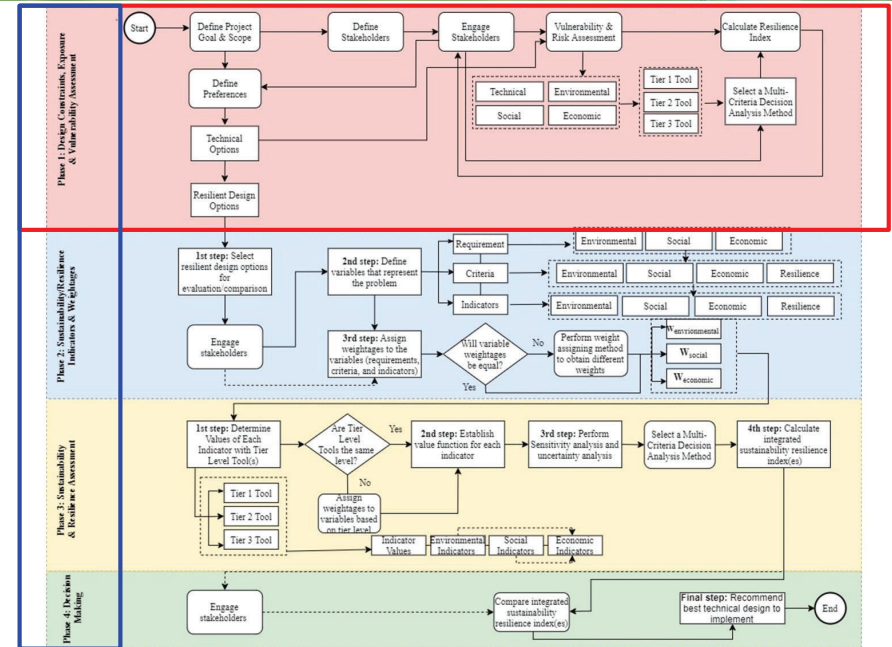 Phase 1: Design Constraints, Exposure
& Vulnerability Assessment
Start
Define Project
Goal & Scope
Define
Stakeholders
Engage
Stakeholders
Vulnerability &
Risk Assessment
Calculate Resilience
Index
Define
Preferences
Technical
Environmental
Social
Economic
Tier 1 Tool
Tier 2 Tool
Tier 3 Tool
Select a Multi-
Criteria Decision
Analysis Method
Technical
Options
Resilient Design
Options
Phase 2: Sustainability/Resilience
Indicators & Weightages
1st step: Select
resilient design options
for
evaluation/comparison
2nd step: Define
variables that represent
the problem
Requirement
Criteria
Indicators
Environmental
Social
Economic
Environmental
Social
Economic
Resilience
Environmental
Social
Economic
Resilience
Engage
stakeholders
3rd step: Assign
weightages to the
variables (requirements,
criteria, and indicators)
Will variable
weightages
be equal?
No
Yes
Perform weight
assigning method
to obtain different
weights
Wenvrionmental
Wsocial
Weconomic
Phase 3: Sustainability
& Resilience Assessment
1st step: Determine
Values of Each
Indicator with Tier
Level Tool(s)
Are Tier
Level
Tools the same
level?
Yes
No
2nd step: Establish
value function for each
indicator
3rd step: Perform
Sensitivity analysis and
uncertainty analysis
Select a Multi-
Criteria Decision
Analysis Method
4th step: Calculate
integrated
sustainability resilience
index(es)
Tier 1 Tool
Tier 2 Tool
Tier 3 Tool
Assign
weightages to
variables based
on tier level
Indicator
Values
Environmental
Indicators
Social
Indicators
Economic
Indicators
Phase 4: Decision
Making
Engage
stakeholders
Compare integrated
sustainability
resilience index(es)
Final step: Recommend
best technical design to
implement
End